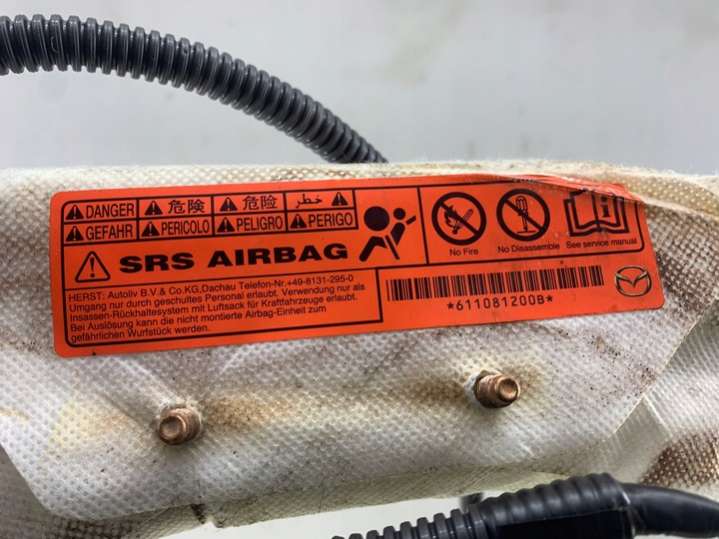 DANGER 危険 危险 خطر
GEFAHR PERICOLO PELIGRO PERIGO
SRS AIRBAG
HERST: Autoliv B.V.& Co.KG,Dachau Telefon-Nr.+49-8131-295-0
Umgang nur durch geschultes Personal erlaubt. Verwendung nur als
Insassen-Rückhaltesystem mit Luftsack für Kraftfahrzeuge erlaubt.
Bei Auslösung kann die nicht montierte Airbag-Einheit zum
gefährlichen Wurfstück werden.
No Fire No Disassemble See service manual
*611081200B*